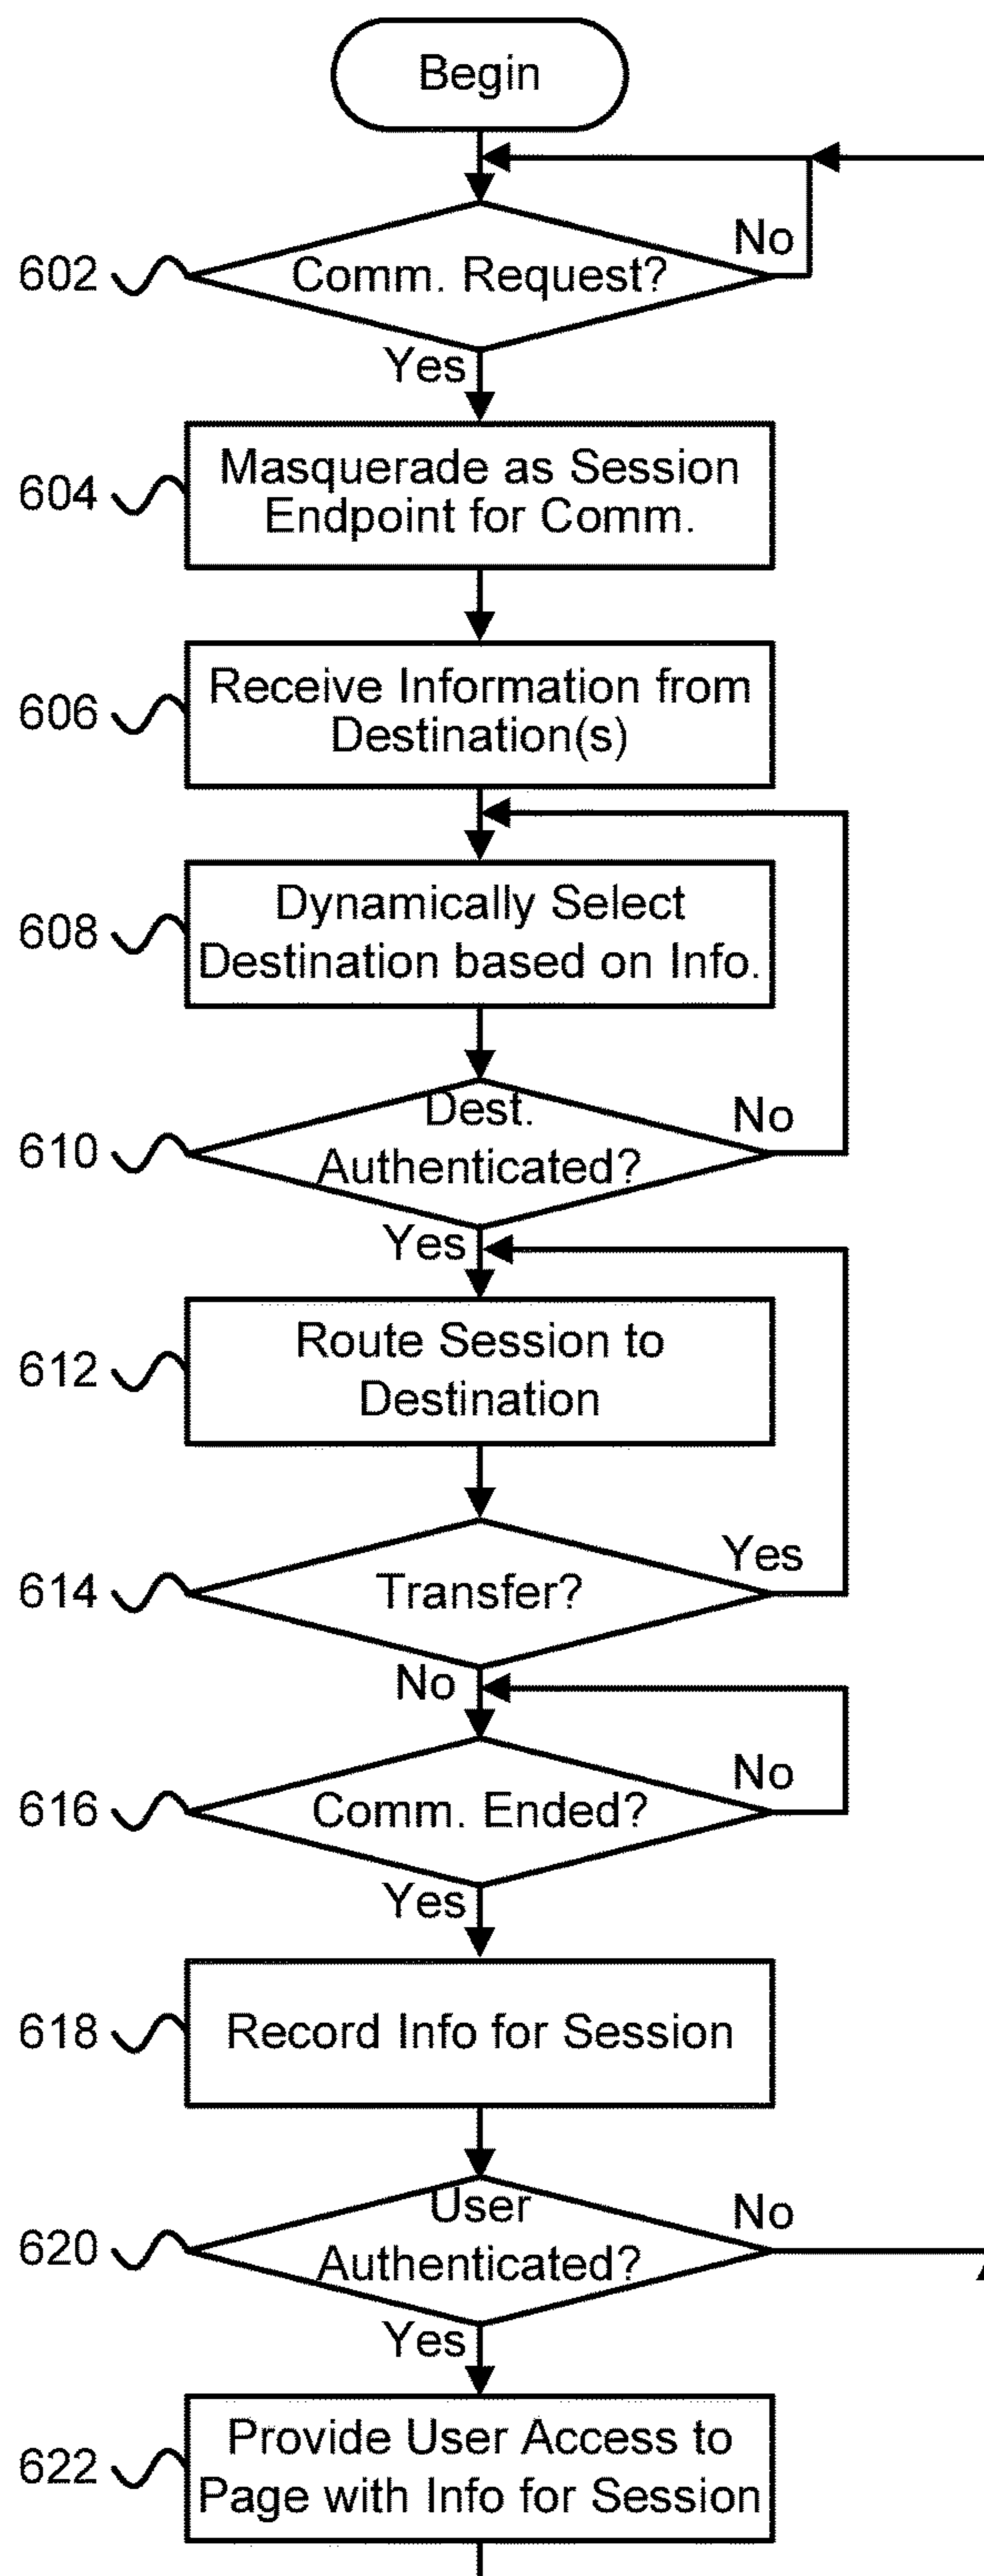 Begin
No
602
Comm. Request?
Yes
604
Masquerade as Session
Endpoint for Comm.
606
Receive Information from
Destination(s)
608
Dynamically Select
Destination based on Info.
610
Dest.
Authenticated?
No
Yes
612
Route Session to
Destination
614
Transfer?
Yes
No
616
Comm. Ended?
No
Yes
618
Record Info for Session
620
User
Authenticated?
No
Yes
622
Provide User Access to
Page with Info for Session